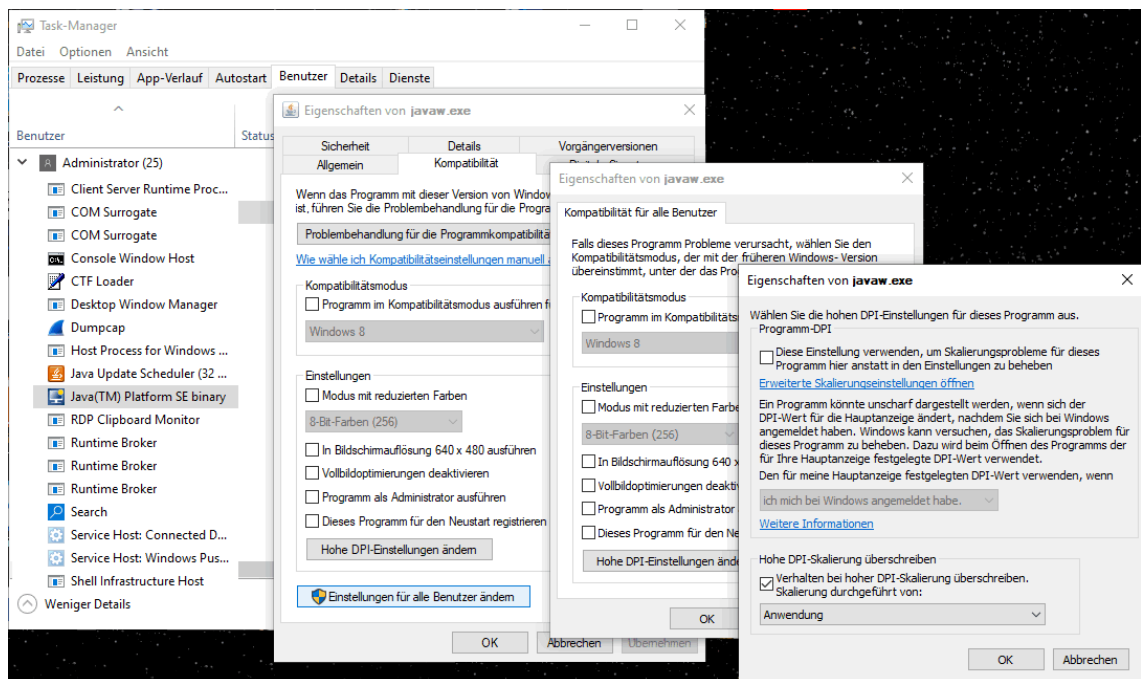 Task-Manager
Datei Optionen Ansicht
Prozesse Leistung App-Verlauf Autostart Benutzer Details Dienste
Benutzer Status
Administrator (25)
Client Server Runtime Proc...
COM Surrogate
COM Surrogate
Console Window Host
CTF Loader
Desktop Window Manager
Dumpcap
Host Process for Windows ...
Java Update Scheduler (32 ...
Java(TM) Platform SE binary
RDP Clipboard Monitor
Runtime Broker
Runtime Broker
Runtime Broker
Search
Service Host: Connected D...
Service Host: Windows Pus...
Shell Infrastructure Host
Weniger Details
Eigenschaften von javaw.exe
Sicherheit Details Vorgängerversionen
Allgemein Kompatibilität
Wenn das Programm mit dieser Version von Window
ist, führen Sie die Problembehandlung für die Progra
Problembehandlung für die Programmkompatibilitä
Wie wähle ich Kompatibilitätseinstellungen manuell a
Kompatibilitätsmodus
Programm im Kompatibilitätsmodus ausführen f
Windows 8
Einstellungen
Modus mit reduzierten Farben
8-Bit-Farben (256)
In Bildschirmauflösung 640 x 480 ausführen
Vollbildoptimierungen deaktivieren
Programm als Administrator ausführen
Dieses Programm für den Neustart registrieren
Hohe DPI-Einstellungen ändern
Einstellungen für alle Benutzer ändern
OK Abbrechen Übernehmen
Eigenschaften von javaw.exe
Kompatibilität für alle Benutzer
Falls dieses Programm Probleme verursacht, wählen Sie den
Kompatibilitätsmodus, der mit der früheren Windows- Version
übereinstimmt, unter der das Pro
Kompatibilitätsmodus
Programm im Kompatibilitäts
Windows 8
Einstellungen
Modus mit reduzierten Farbe
8-Bit-Farben (256)
In Bildschirmauflösung 640 x
Vollbildoptimierungen deaktiv
Programm als Administrator
Dieses Programm für den Ne
Hohe DPI-Einstellungen ände
OK
Eigenschaften von javaw.exe
Wählen Sie die hohen DPI-Einstellungen für dieses Programm aus.
Programm-DPI
Diese Einstellung verwenden, um Skalierungsprobleme für dieses
Programm hier anstatt in den Einstellungen zu beheben
Erweiterte Skalierungseinstellungen öffnen
Ein Programm könnte unscharf dargestellt werden, wenn sich der
DPI-Wert für die Hauptanzeige ändert, nachdem Sie sich bei Windows
angemeldet haben. Windows kann versuchen, das Skalierungsproblem für
dieses Programm zu beheben. Dazu wird beim Öffnen des Programms der
für Ihre Hauptanzeige festgelegte DPI-Wert verwendet.
Den für meine Hauptanzeige festgelegten DPI-Wert verwenden, wenn
ich mich bei Windows angemeldet habe.
Weitere Informationen
Hohe DPI-Skalierung überschreiben
Verhalten bei hoher DPI-Skalierung überschreiben.
Skalierung durchgeführt von:
Anwendung
OK Abbrechen